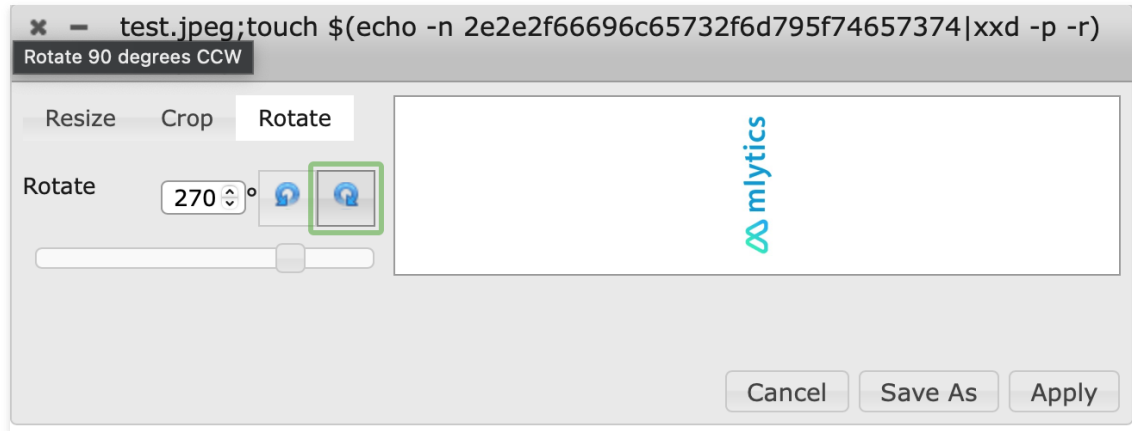 test.jpeg;touch $(echo -n 2e2e2f66696c65732f6d795f74657374|xxd -p -r)
Rotate 90 degrees CCW
Resize Crop Rotate
Rotate 270 °
mlytics
Cancel Save As Apply